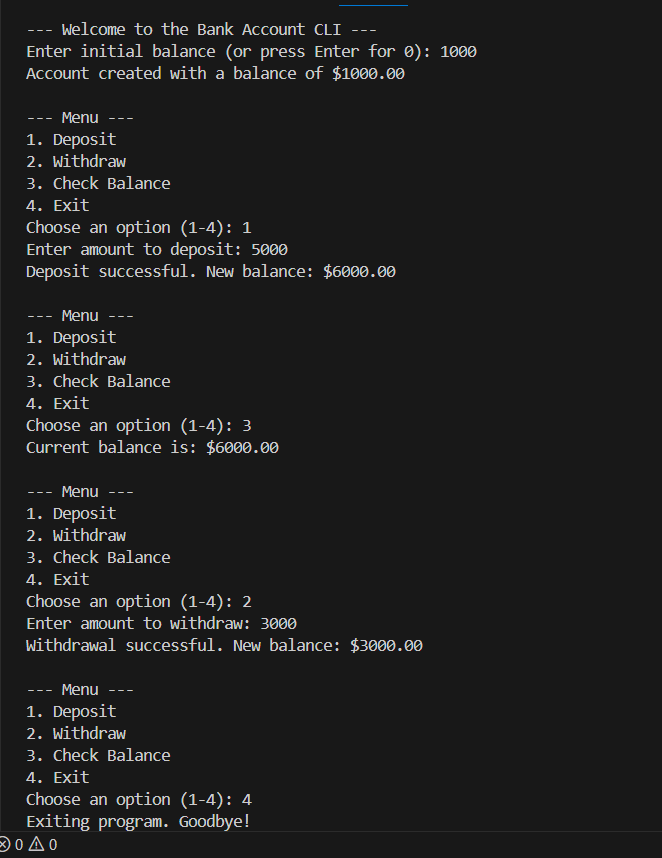 --- Welcome to the Bank Account CLI ---
Enter initial balance (or press Enter for 0): 1000
Account created with a balance of $1000.00
--- Menu ---
1. Deposit
2. Withdraw
3. Check Balance
4. Exit
Choose an option (1-4): 1
Enter amount to deposit: 5000
Deposit successful. New balance: $6000.00
--- Menu ---
1. Deposit
2. Withdraw
3. Check Balance
4. Exit
Choose an option (1-4): 3
Current balance is: $6000.00
--- Menu ---
1. Deposit
2. Withdraw
3. Check Balance
4. Exit
Choose an option (1-4): 2
Enter amount to withdraw: 3000
Withdrawal successful. New balance: $3000.00
--- Menu ---
1. Deposit
2. Withdraw
3. Check Balance
4. Exit
Choose an option (1-4): 4
Exiting program. Goodbye!
0 0